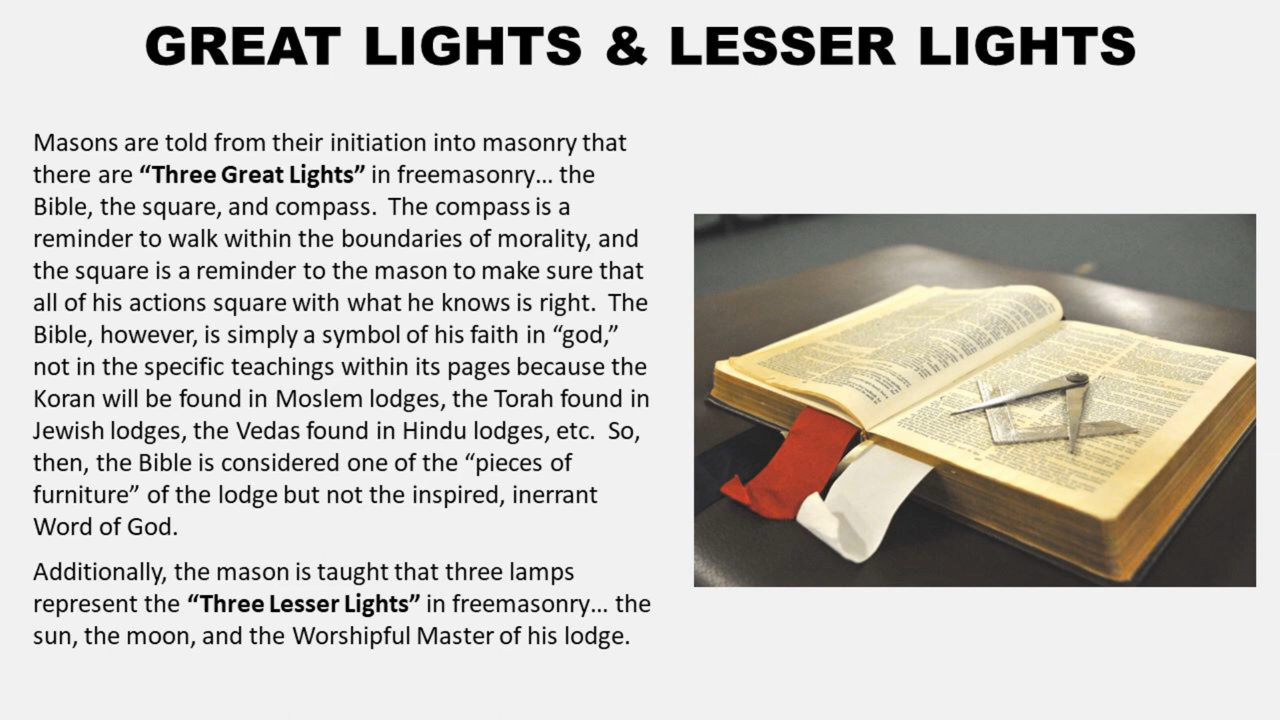 GREAT LIGHTS & LESSER LIGHTS
Masons are told from their initiation into masonry that
there are “Three Great Lights” in freemasonry... the
Bible, the square, and compass.  The compass is a
reminder to walk within the boundaries of morality, and
the square is a reminder to the mason to make sure that
all of his actions square with what he knows is right.  The
Bible, however, is simply a symbol of his faith in “god,”
not in the specific teachings within its pages because the
Koran will be found in Moslem lodges, the Torah found in
Jewish lodges, the Vedas found in Hindu lodges, etc.  So,
then, the Bible is considered one of the “pieces of
furniture” of the lodge but not the inspired, inerrant
Word of God.
Additionally, the mason is taught that three lamps
represent the “Three Lesser Lights” in freemasonry... the
sun, the moon, and the Worshipful Master of his lodge.